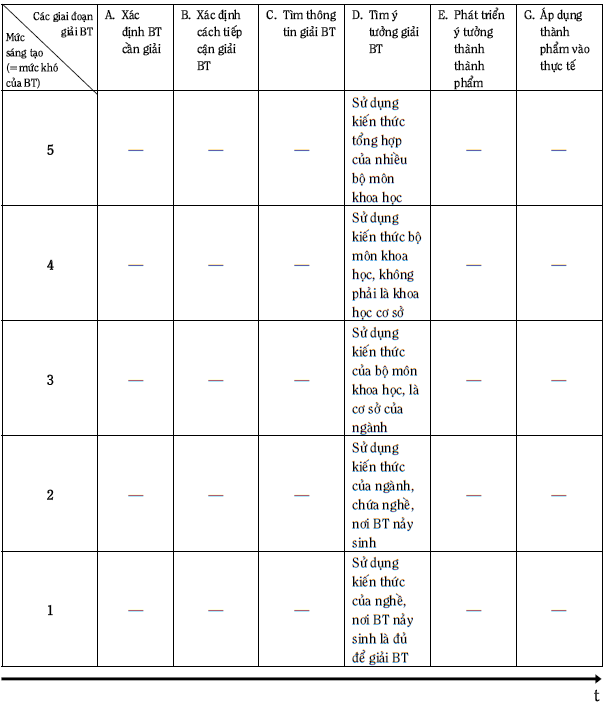 Các giai đoạn
giải BT
Mức
sáng tạo
(= mức khó
của BT)
A. Xác
định BT
cần giải
B. Xác định
cách tiếp
cận giải
BT
C. Tìm thông
tin giải BT
D. Tìm ý
tưởng giải
BT
E. Phát triển
ý tưởng
thành
thành
phẩm
G. Áp dụng
thành
phẩm vào
thực tế
5
—
—
—
Sử dụng
kiến thức
tổng hợp
của nhiều
bộ môn
khoa học
—
—
4
—
—
—
Sử dụng
kiến thức bộ
môn khoa
học, không
phải là khoa
học cơ sở
—
—
3
—
—
—
Sử dụng
kiến thức
của bộ môn
khoa học, là
cơ sở của
ngành
—
—
2
—
—
—
Sử dụng
kiến thức
của ngành,
chứa nghề,
nơi BT nảy
sinh
—
—
1
—
—
—
Sử dụng
kiến thức
của nghề,
nơi BT nảy
sinh là đủ
để giải BT
—
—
t